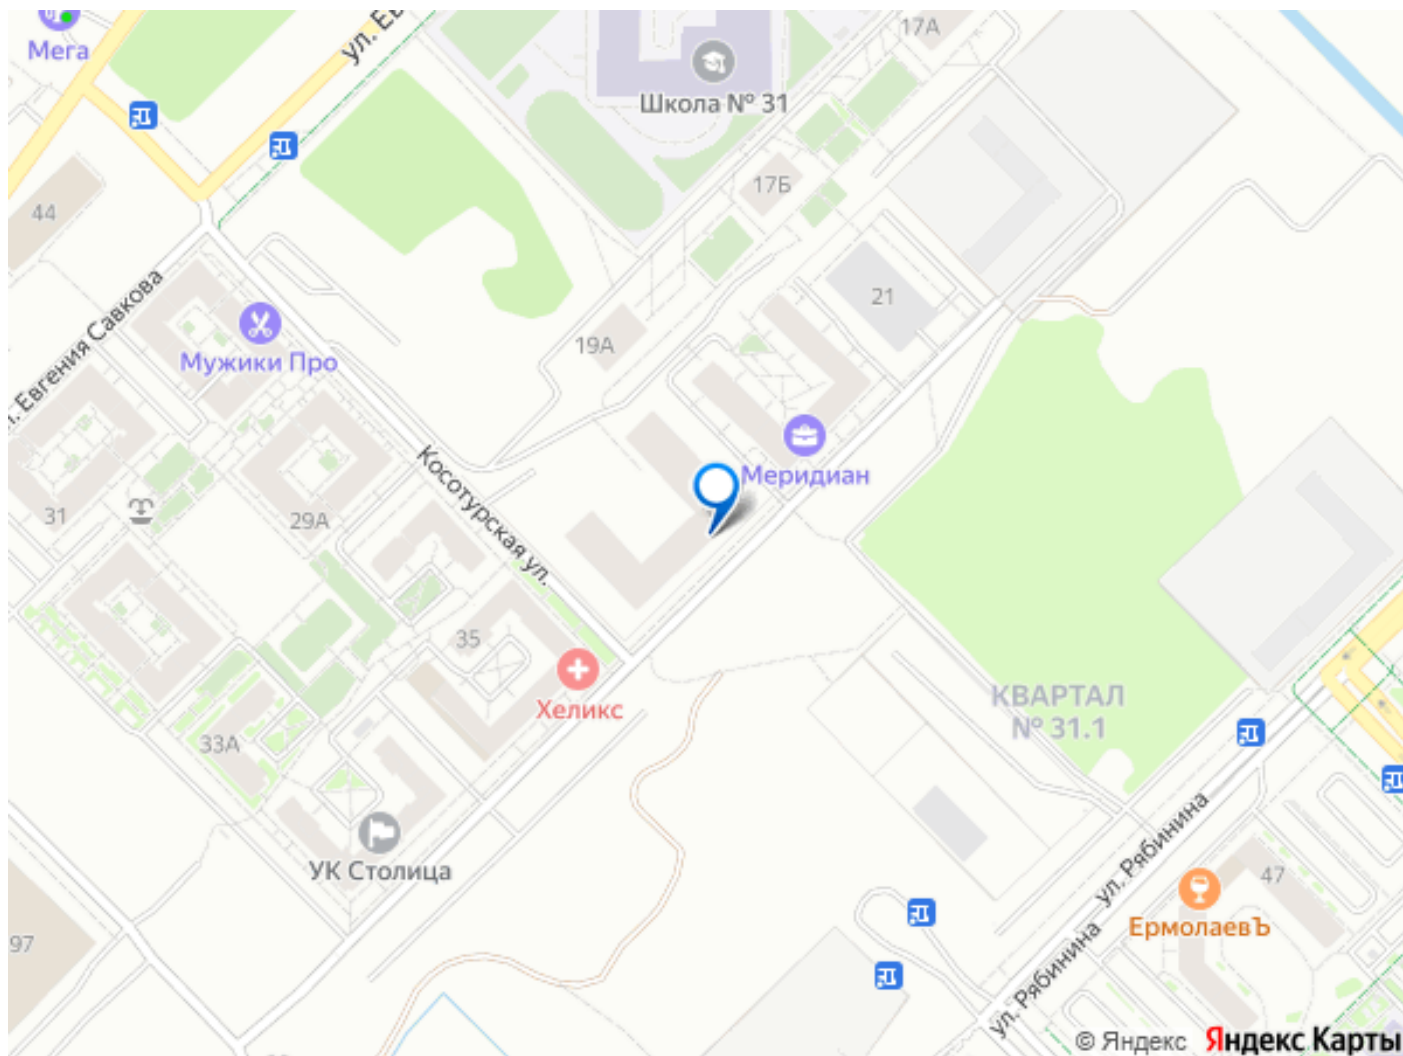 Мега
ул. Ев
17А
Школа № 31
17Б
44
21
ул. Евгения Савкова
Мужики Про
19А
Косотурская ул.
Меридиан
31
29А
35
Хеликс
КВАРТАЛ
№ 31.1
33А
УК Столица
ул. Рябинина
47
ЕрмолаевЪ
97
ул. Рябинина
© Яндекс Яндекс Карты